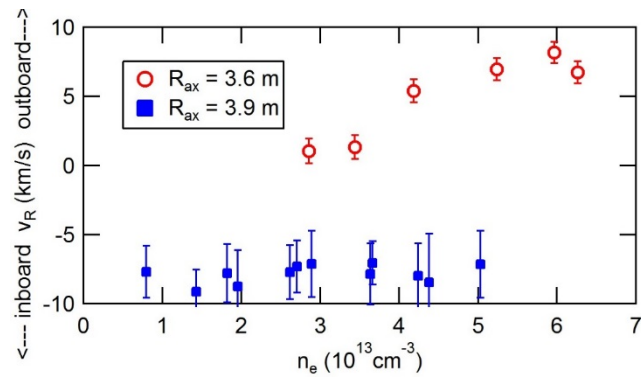 10
5
0
-5
-10
<--- inboard v_R (km/s) outboard--->
R_ax = 3.6 m
R_ax = 3.9 m
0 1 2 3 4 5 6 7
n_e (10^13 cm^-3)